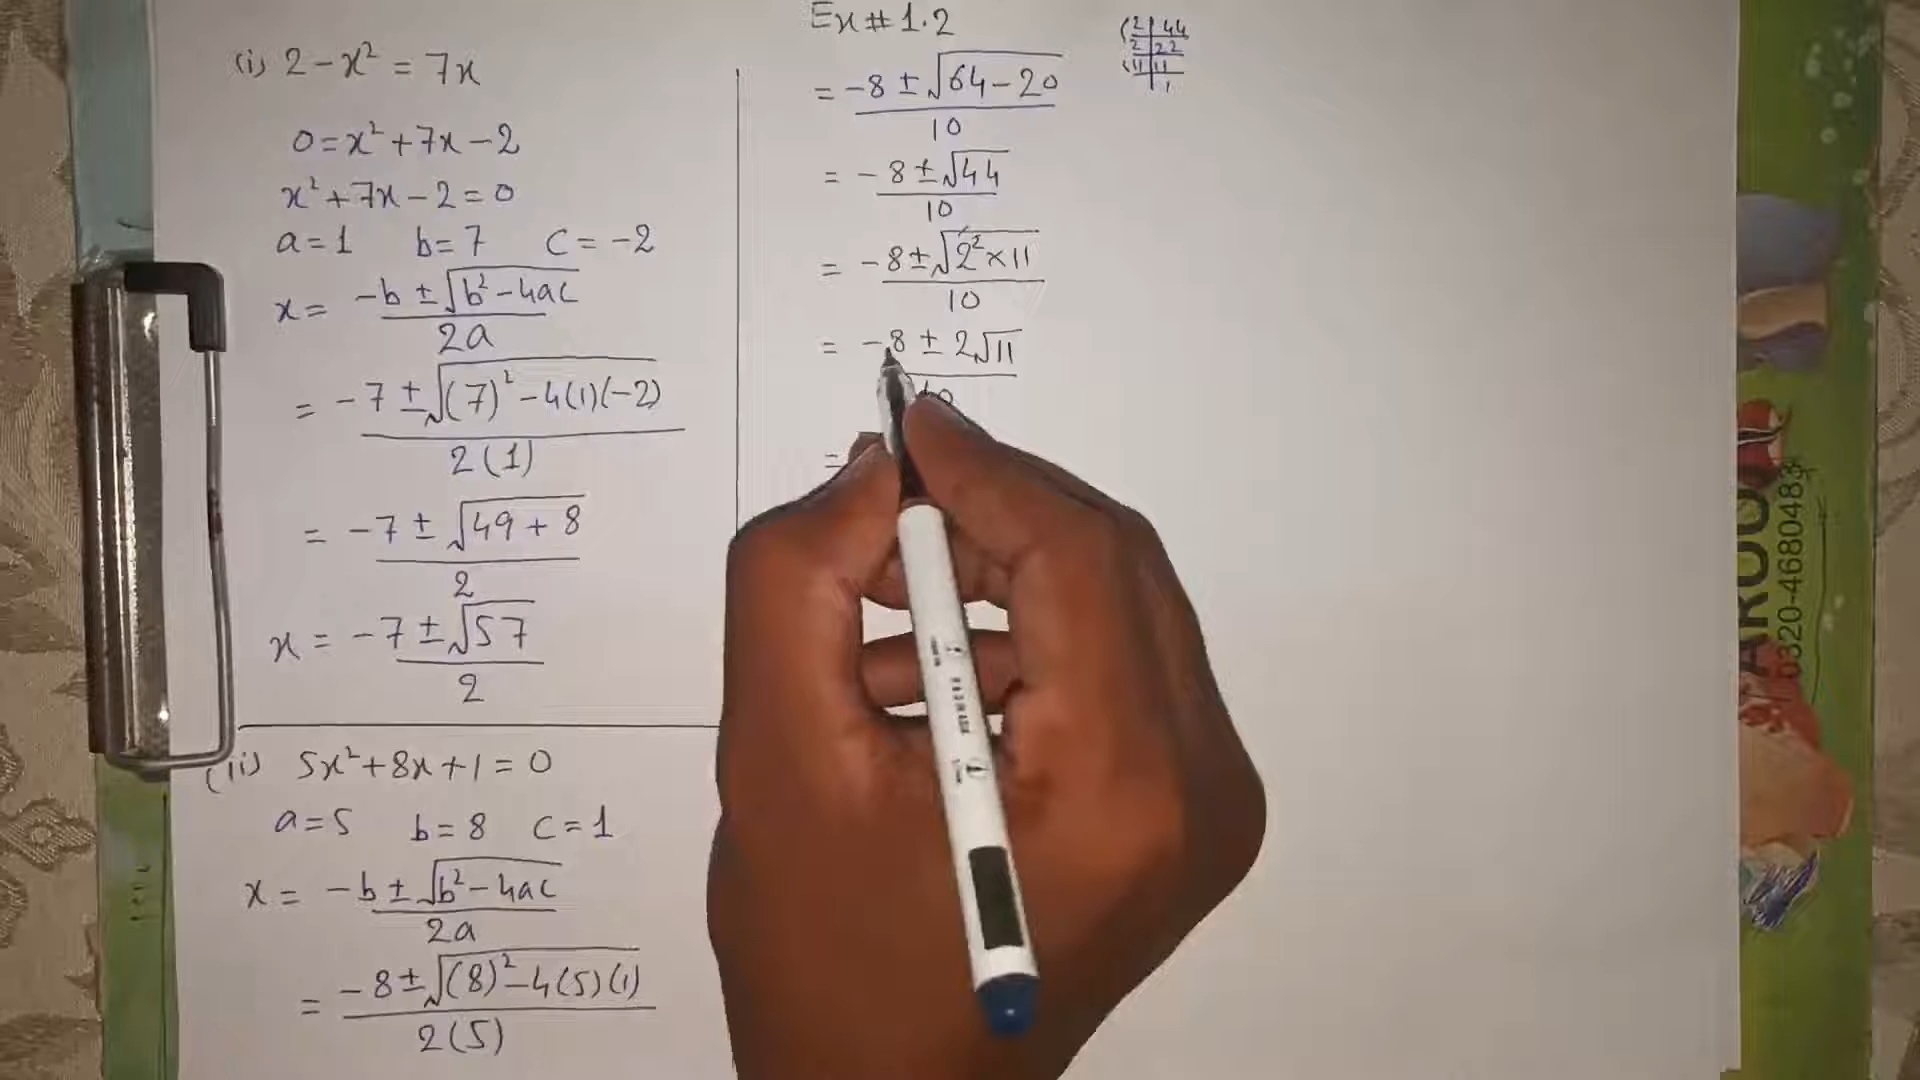 (i) 2 - x² = 7x
0 = x² + 7x - 2
x² + 7x - 2 = 0
a = 1 b = 7 c = -2
x = -b ± √b² - 4ac
2a
= -7 ± √(7)² - 4(1)(-2)
2(1)
= -7 ± √49 + 8
2
x = -7 ± √57
2
(ii) 5x² + 8x + 1 = 0
a = 5 b = 8 c = 1
x = -b ± √b² - 4ac
2a
= -8 ± √(8)² - 4(5)(1)
2(5)
Ex # 1.2
= -8 ± √64 - 20
10
= -8 ± √44
10
= -8 ± √2² × 11
10
= -8 ± 2√11
=
2 44
2 22
11 11
1
0320-4680483